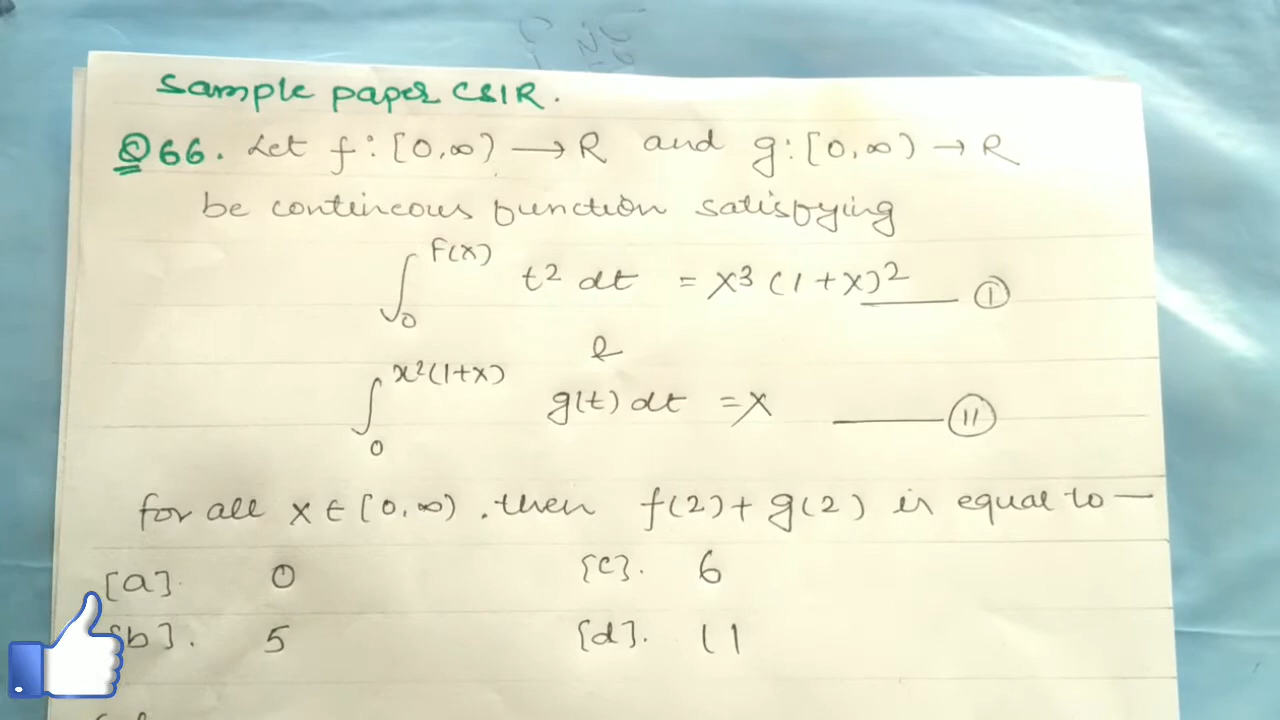 Sample paper CSIR.
Q66. Let f:[0,∞) → R and g:[0,∞) → R
be contineous function satisfying
∫₀^F(x) t² dt = x³(1+x)² —— (I)
&
∫₀^x²(1+x) g(t) dt = x —— (II)
for all x ∈ [0,∞). then f(2)+g(2) is equal to —
[a]. 0 [c]. 6
[b]. 5 [d]. 11